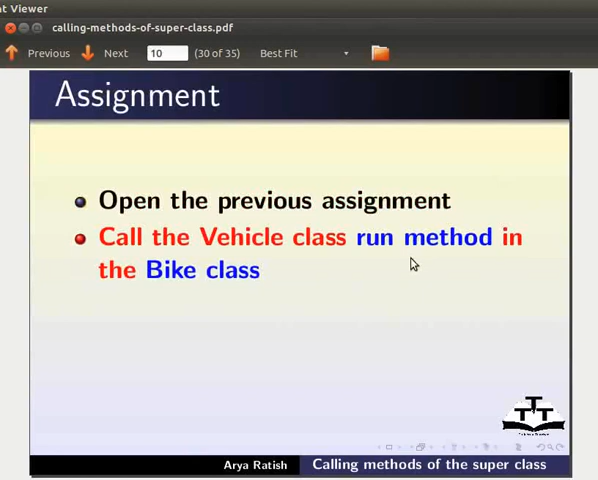 nt Viewer
calling-methods-of-super-class.pdf
Previous Next 10 (30 of 35) Best Fit
Assignment
Open the previous assignment
Call the Vehicle class run method in
the Bike class
TTT
Arya Ratish Calling methods of the super class